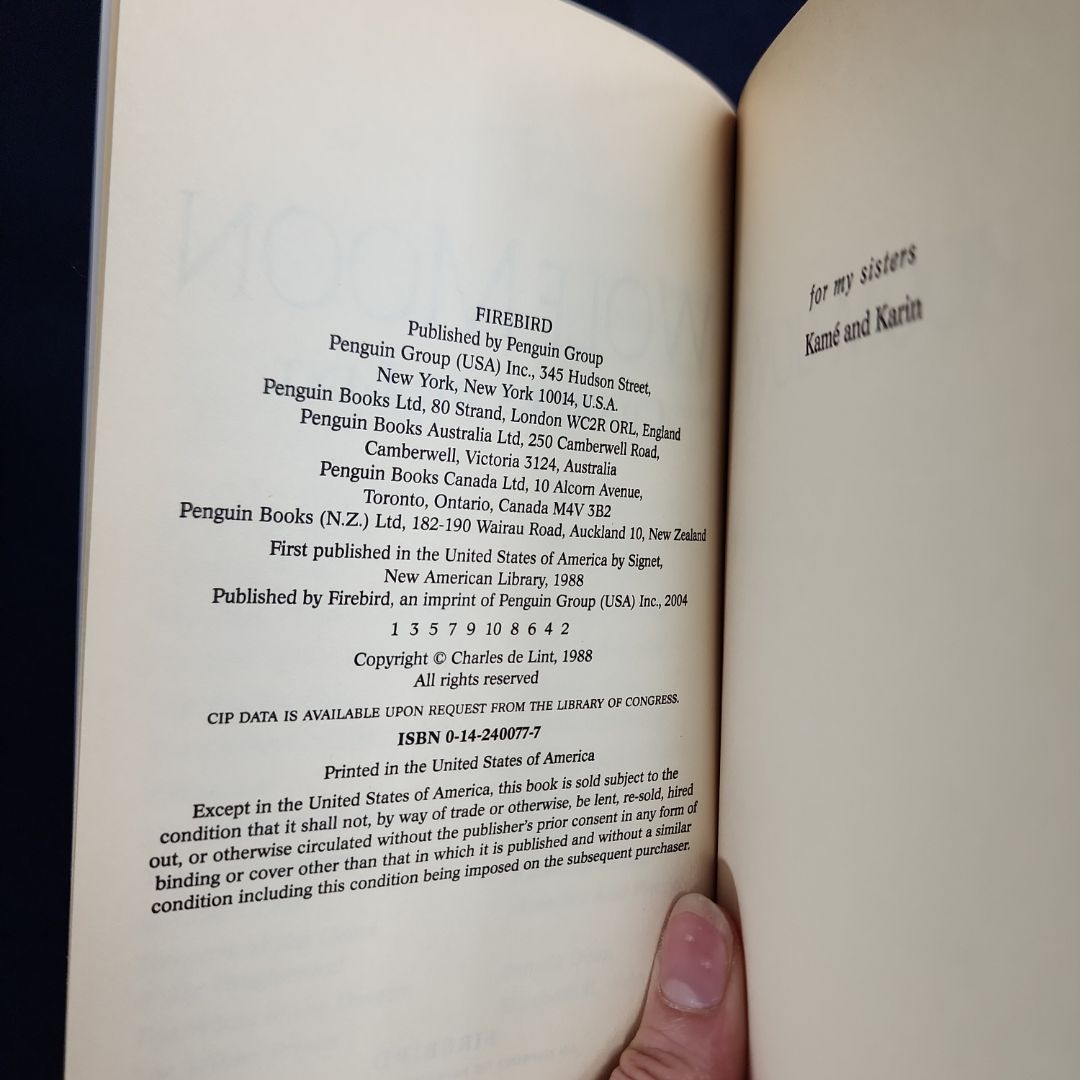 FIREBIRD
Published by Penguin Group
Penguin Group (USA) Inc., 345 Hudson Street,
New York, New York 10014, U.S.A.
Penguin Books Ltd, 80 Strand, London WC2R ORL, England
Penguin Books Australia Ltd, 250 Camberwell Road,
Camberwell, Victoria 3124, Australia
Penguin Books Canada Ltd, 10 Alcorn Avenue,
Toronto, Ontario, Canada M4V 3B2
Penguin Books (N.Z.) Ltd, 182-190 Wairau Road, Auckland 10, New Zealand
First published in the United States of America by Signet,
New American Library, 1988
Published by Firebird, an imprint of Penguin Group (USA) Inc., 2004
1 3 5 7 9 10 8 6 4 2
Copyright © Charles de Lint, 1988
All rights reserved
CIP DATA IS AVAILABLE UPON REQUEST FROM THE LIBRARY OF CONGRESS.
ISBN 0-14-240077-7
Printed in the United States of America
Except in the United States of America, this book is sold subject to the
condition that it shall not, by way of trade or otherwise, be lent, re-sold, hired
out, or otherwise circulated without the publisher's prior consent in any form of
binding or cover other than that in which it is published and without a similar
condition including this condition being imposed on the subsequent purchaser.
for my sisters
Kamé and Karin
WOLF MOON
FIREBIRD